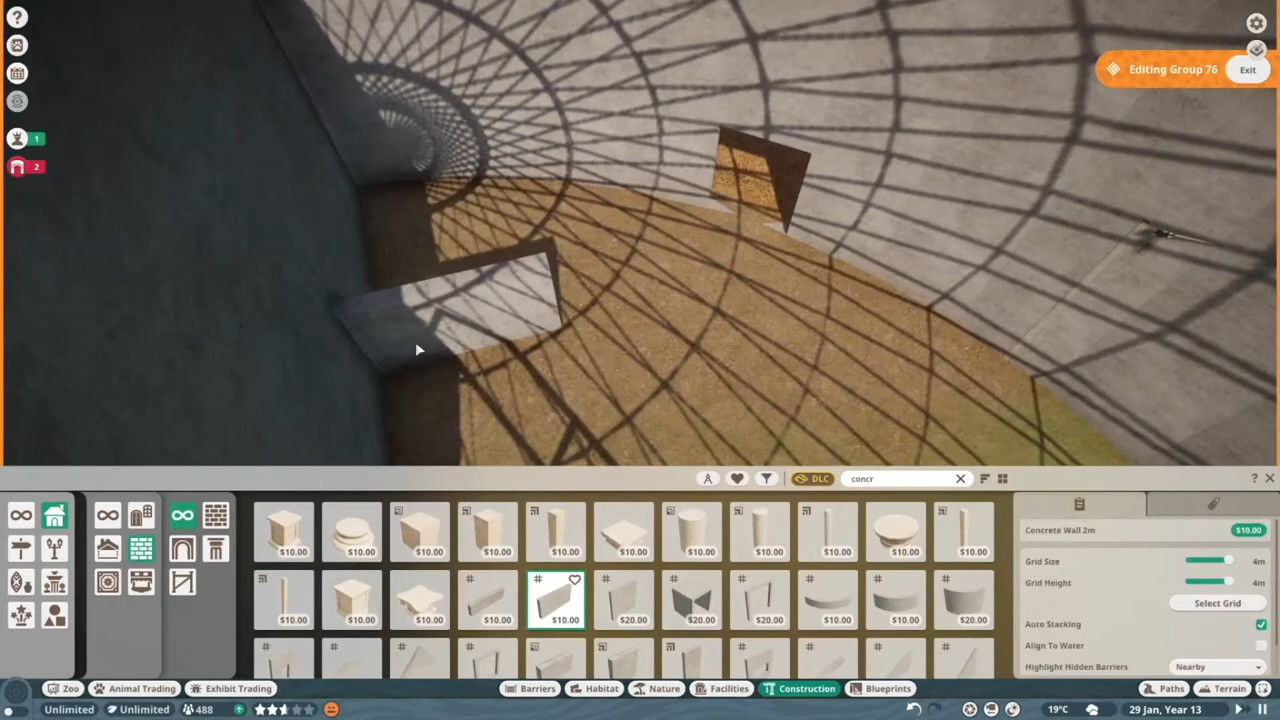 ?
Editing Group 76
Exit
1
2
DLC
concr
?
$10.00 $10.00 $10.00 $10.00 $10.00 $10.00 $10.00 $10.00 $10.00 $10.00 $10.00
Concrete Wall 2m $10.00
Grid Size 4m
Grid Height 4m
Select Grid
$10.00 $10.00 $10.00 $10.00 $10.00 $20.00 $20.00 $20.00 $10.00 $10.00 $20.00
Auto Stacking
Align To Water
Highlight Hidden Barriers Nearby
Zoo Animal Trading Exhibit Trading Barriers Habitat Nature Facilities Construction Blueprints Paths Terrain
Unlimited Unlimited 488 19°C 29 Jan, Year 13